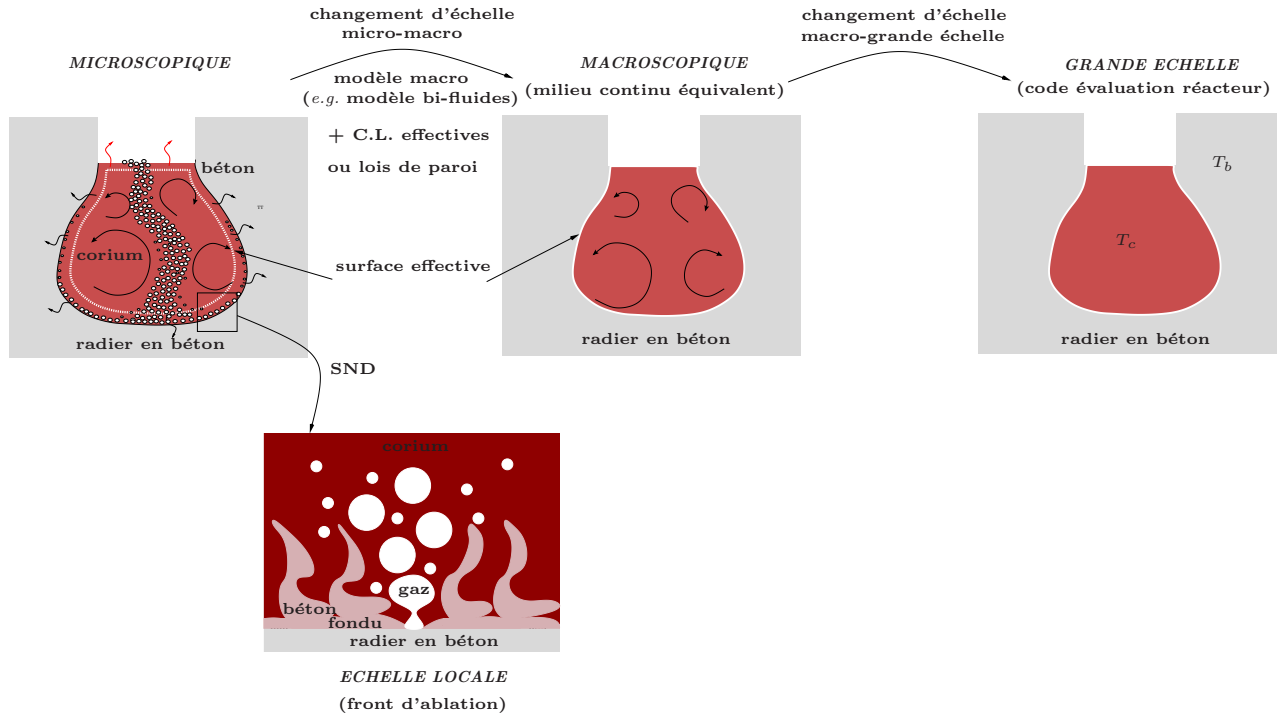 changement d'échelle
micro-macro
changement d'échelle
macro-grande échelle
MICROSCOPIQUE
modèle macro
(e.g. modèle bi-fluides)
+ C.L. effectives
ou lois de paroi
MACROSCOPIQUE
(milieu continu équivalent)
GRANDE ECHELLE
(code évaluation réacteur)
béton
corium
radier en béton
surface effective
radier en béton
T_b
T_c
radier en béton
SND
corium
gaz
béton
fondu
radier en béton
ECHELLE LOCALE
(front d'ablation)